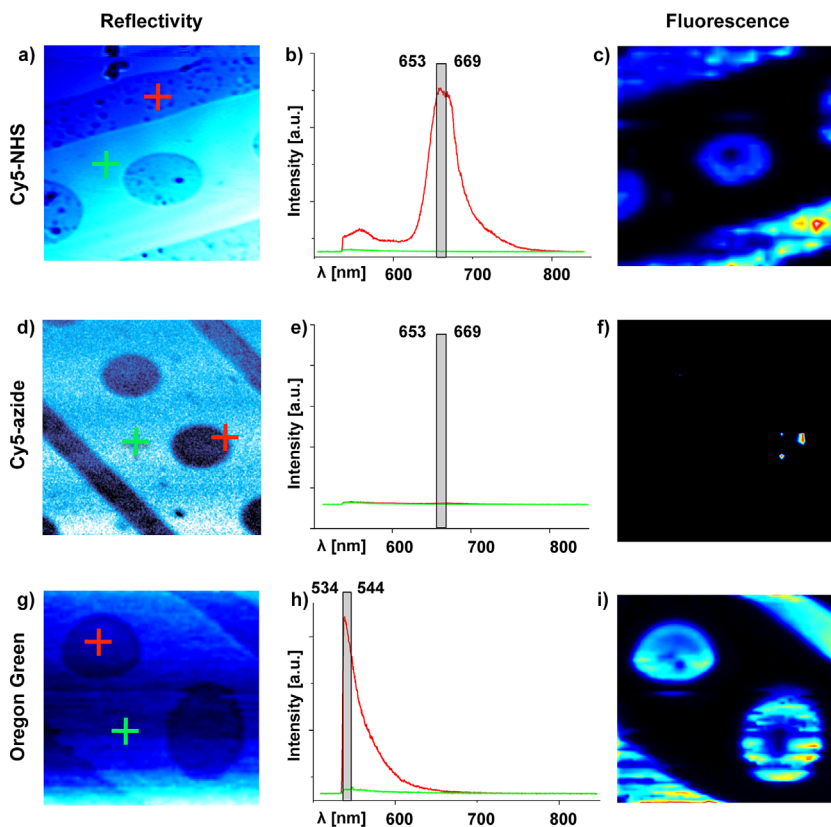 Reflectivity
Fluorescence
a)
b)
c)
Cy5-NHS
Intensity [a.u.]
653 669
λ [nm] 600 700 800
d)
e)
f)
Cy5-azide
Intensity [a.u.]
653 669
λ [nm] 600 700 800
g)
h)
i)
Oregon Green
Intensity [a.u.]
534 544
λ [nm] 600 700 800